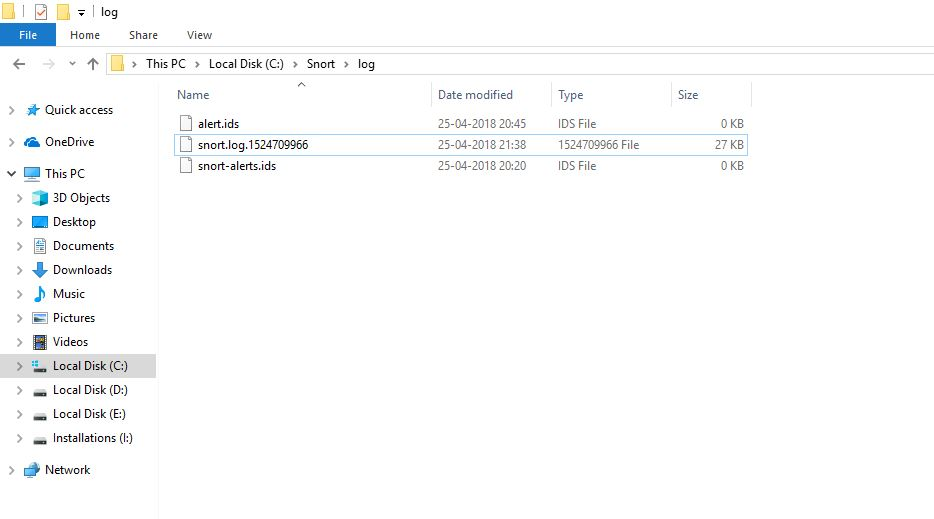 log
File Home Share View
This PC Local Disk (C:) Snort log
Name Date modified Type Size
Quick access
OneDrive
This PC
3D Objects
Desktop
Documents
Downloads
Music
Pictures
Videos
Local Disk (C:)
Local Disk (D:)
Local Disk (E:)
Installations (I:)
Network
alert.ids 25-04-2018 20:45 IDS File 0 KB
snort.log.1524709966 25-04-2018 21:38 1524709966 File 27 KB
snort-alerts.ids 25-04-2018 20:20 IDS File 0 KB